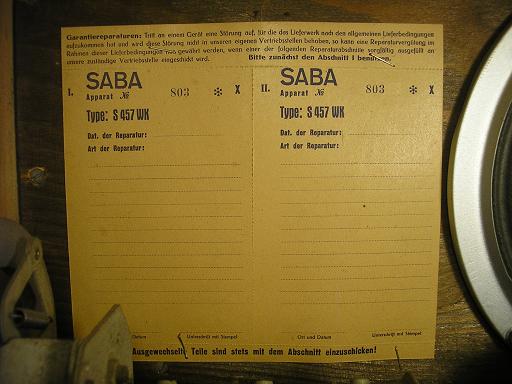 Garantiereparaturen: Tritt an einem Gerät eine Störung auf, für die das Lieferwerk nach den allgemeinen Lieferbedingungen
aufzukommen hat und wird diese Störung nicht in unseren eigenen Vertriebsstellen behoben, so kann eine Reparaturvergütung im
Rahmen dieser Lieferbedingungen nur gewährt werden, wenn einer der folgenden Reparaturabschnitte sorgfältig ausgefüllt an
unsere zuständige Vertriebsstelle eingeschickt wird. Bitte zunächst den Abschnitt I benützen.
I. SABA
Apparat № 803 * X
Type: S 457 WK
Dat. der Reparatur:
Art der Reparatur:
Datum Unterschrift mit Stempel
II. SABA
Apparat № 803 * X
Type: S 457 WK
Dat. der Reparatur:
Art der Reparatur:
Ort und Datum Unterschrift mit Stempel
Ausgewechselte Teile sind stets mit dem Abschnitt einzuschicken!